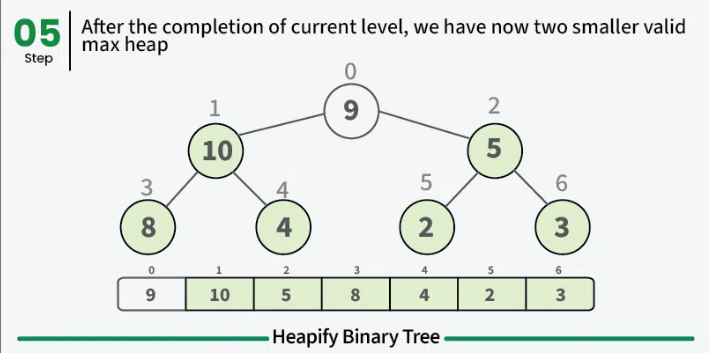 05
Step
After the completion of current level, we have now two smaller valid
max heap
0
9
1
2
10
5
3
4
5
6
8
4
2
3
0 1 2 3 4 5 6
9 10 5 8 4 2 3
Heapify Binary Tree